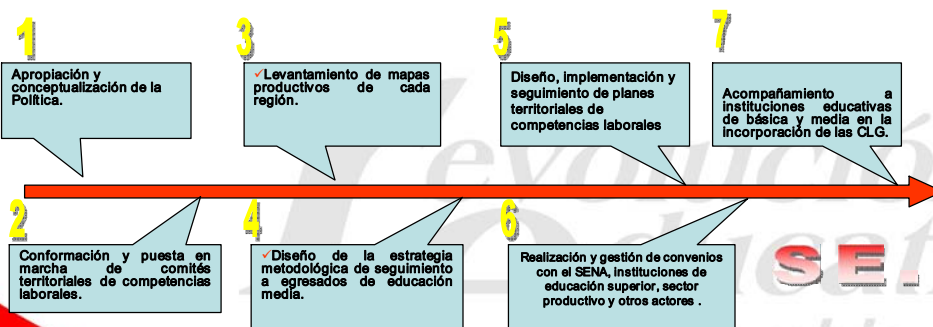 1
Apropiación y
conceptualización de la
Política.
2
Conformación y puesta en
marcha de comités
territoriales de competencias
laborales.
3
✓Levantamiento de mapas
productivos de cada
región.
4
✓Diseño de la estrategia
metodológica de seguimiento
a egresados de educación
media.
5
Diseño, implementación y
seguimiento de planes
territoriales de
competencias laborales
6
Realización y gestión de convenios
con el SENA, instituciones de
educación superior, sector
productivo y otros actores .
7
Acompañamiento a
instituciones educativas
de básica y media en la
incorporación de las CLG.
SE.